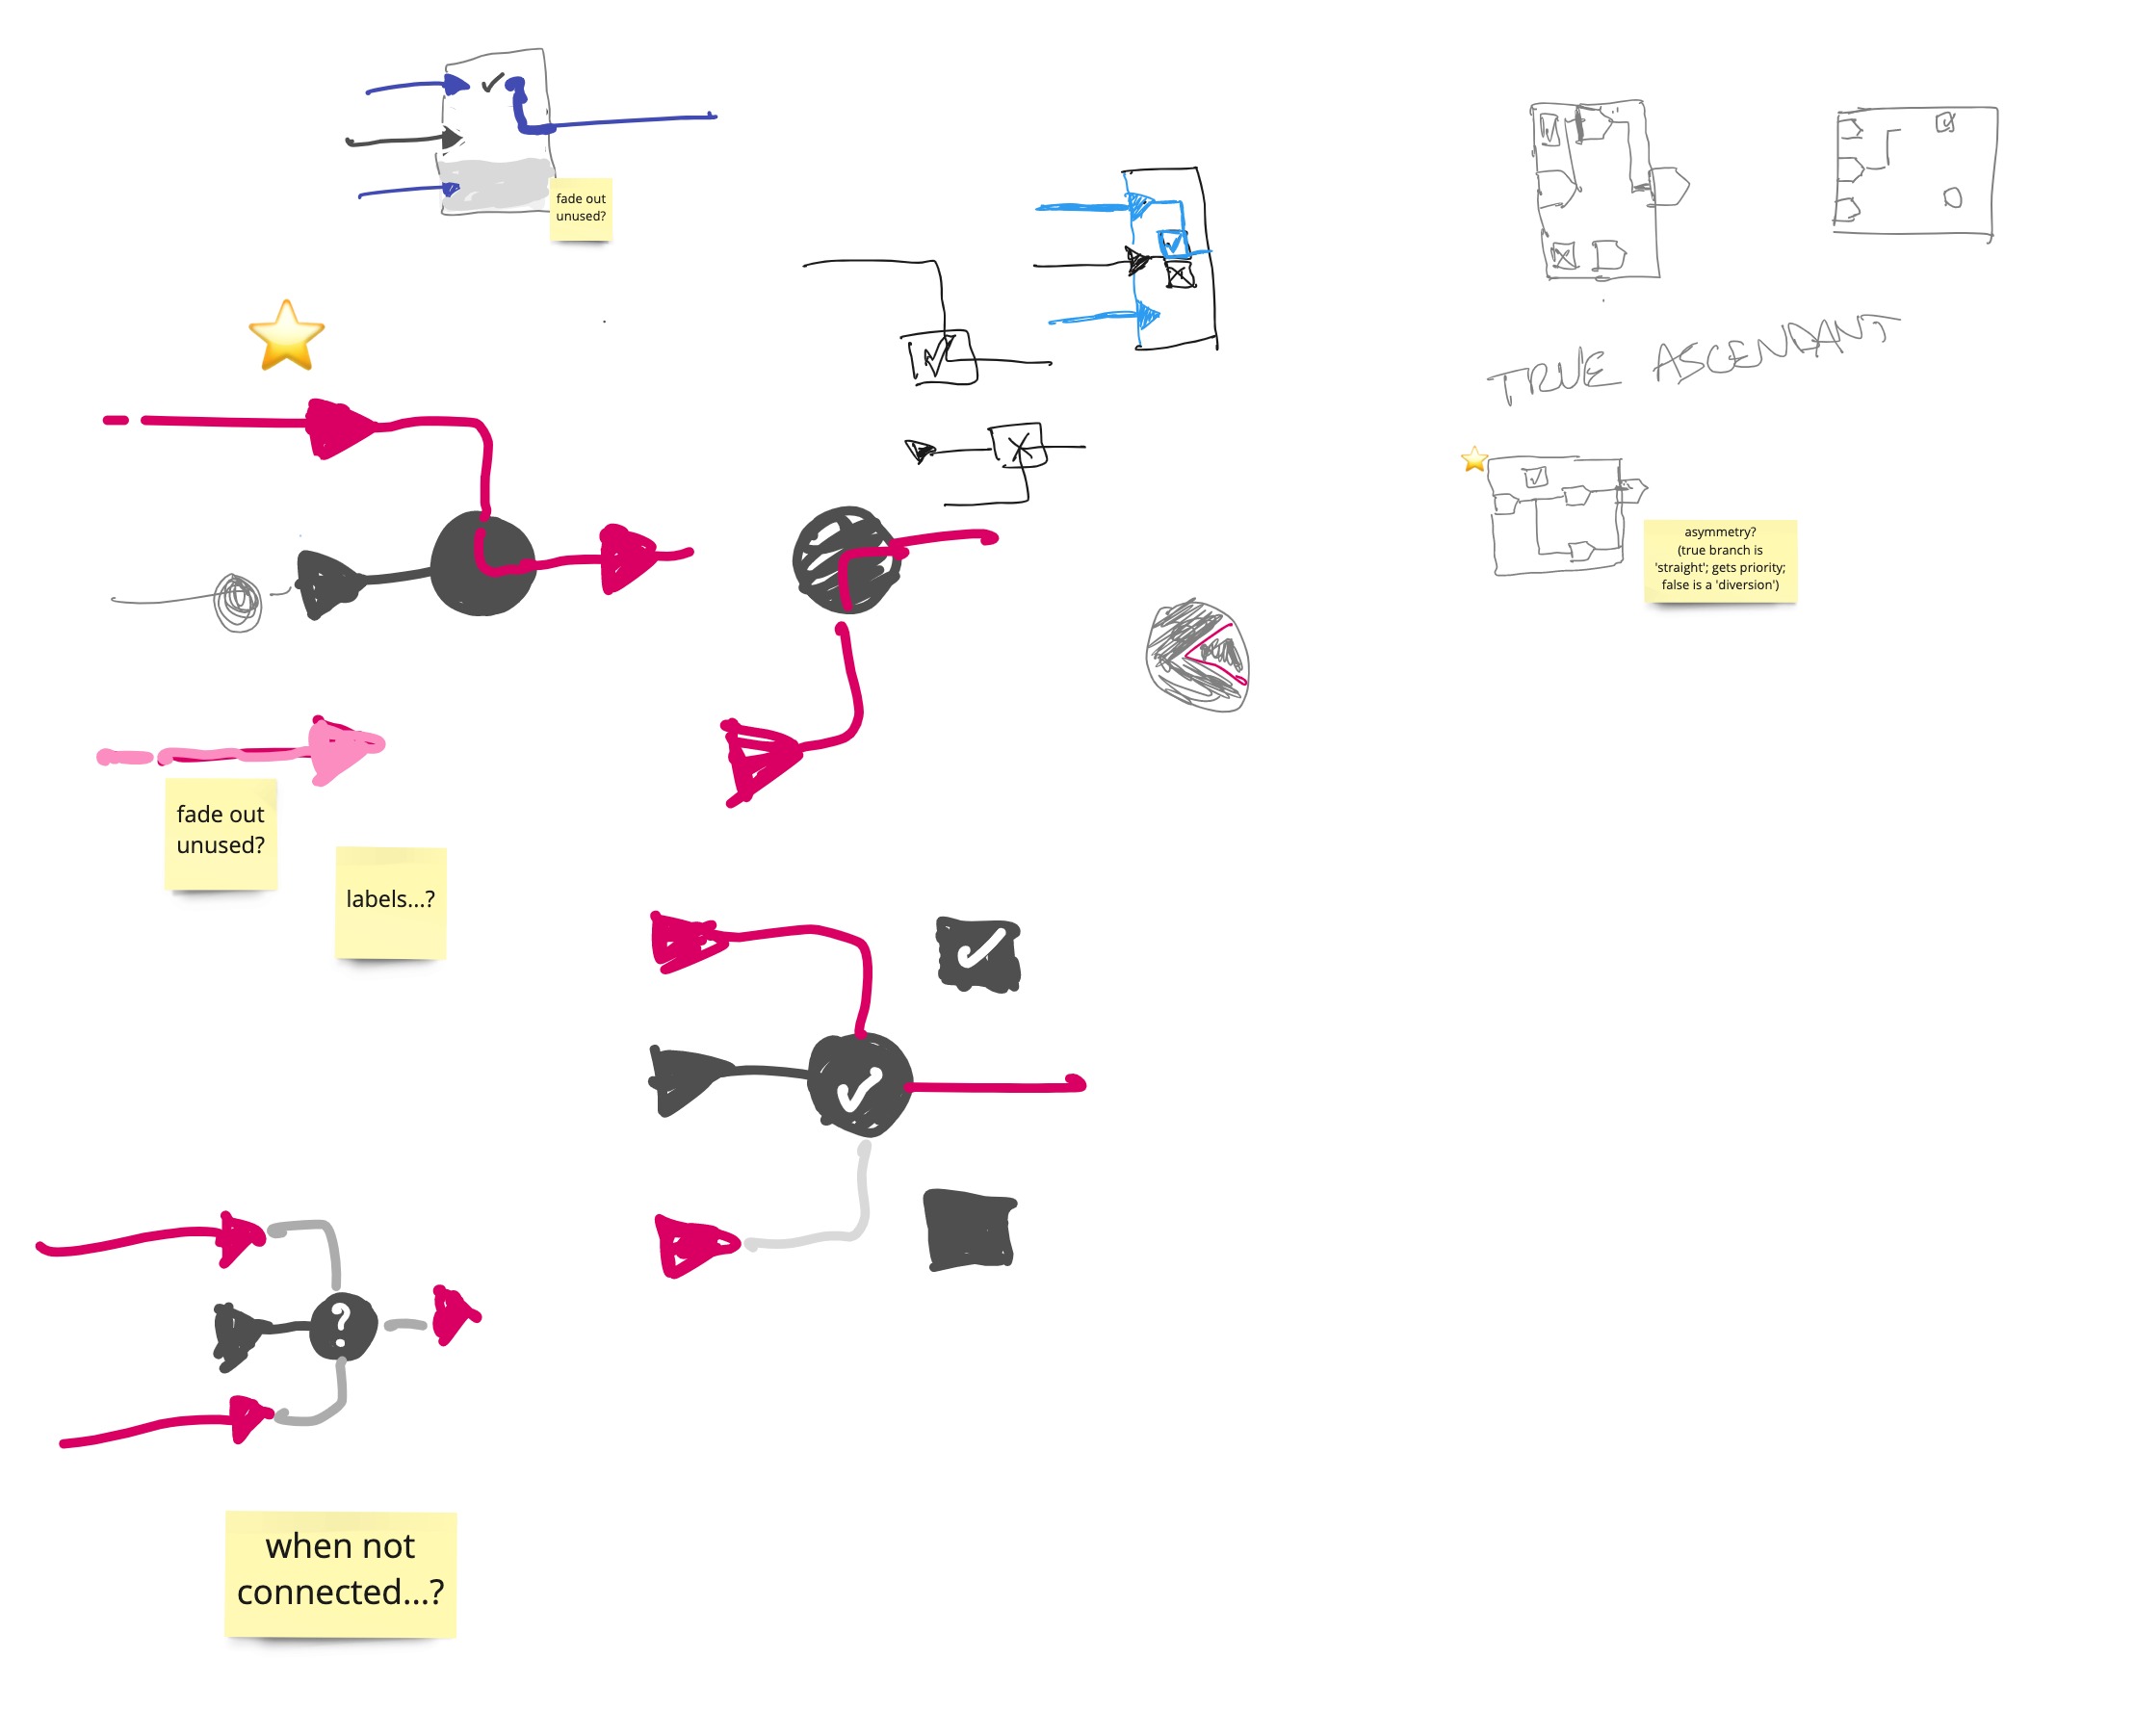 fade out
unused?
TRUE ASCENDANT
asymmetry?
(true branch is
'straight'; gets priority;
false is a 'diversion')
fade out
unused?
labels...?
?
when not
connected...?